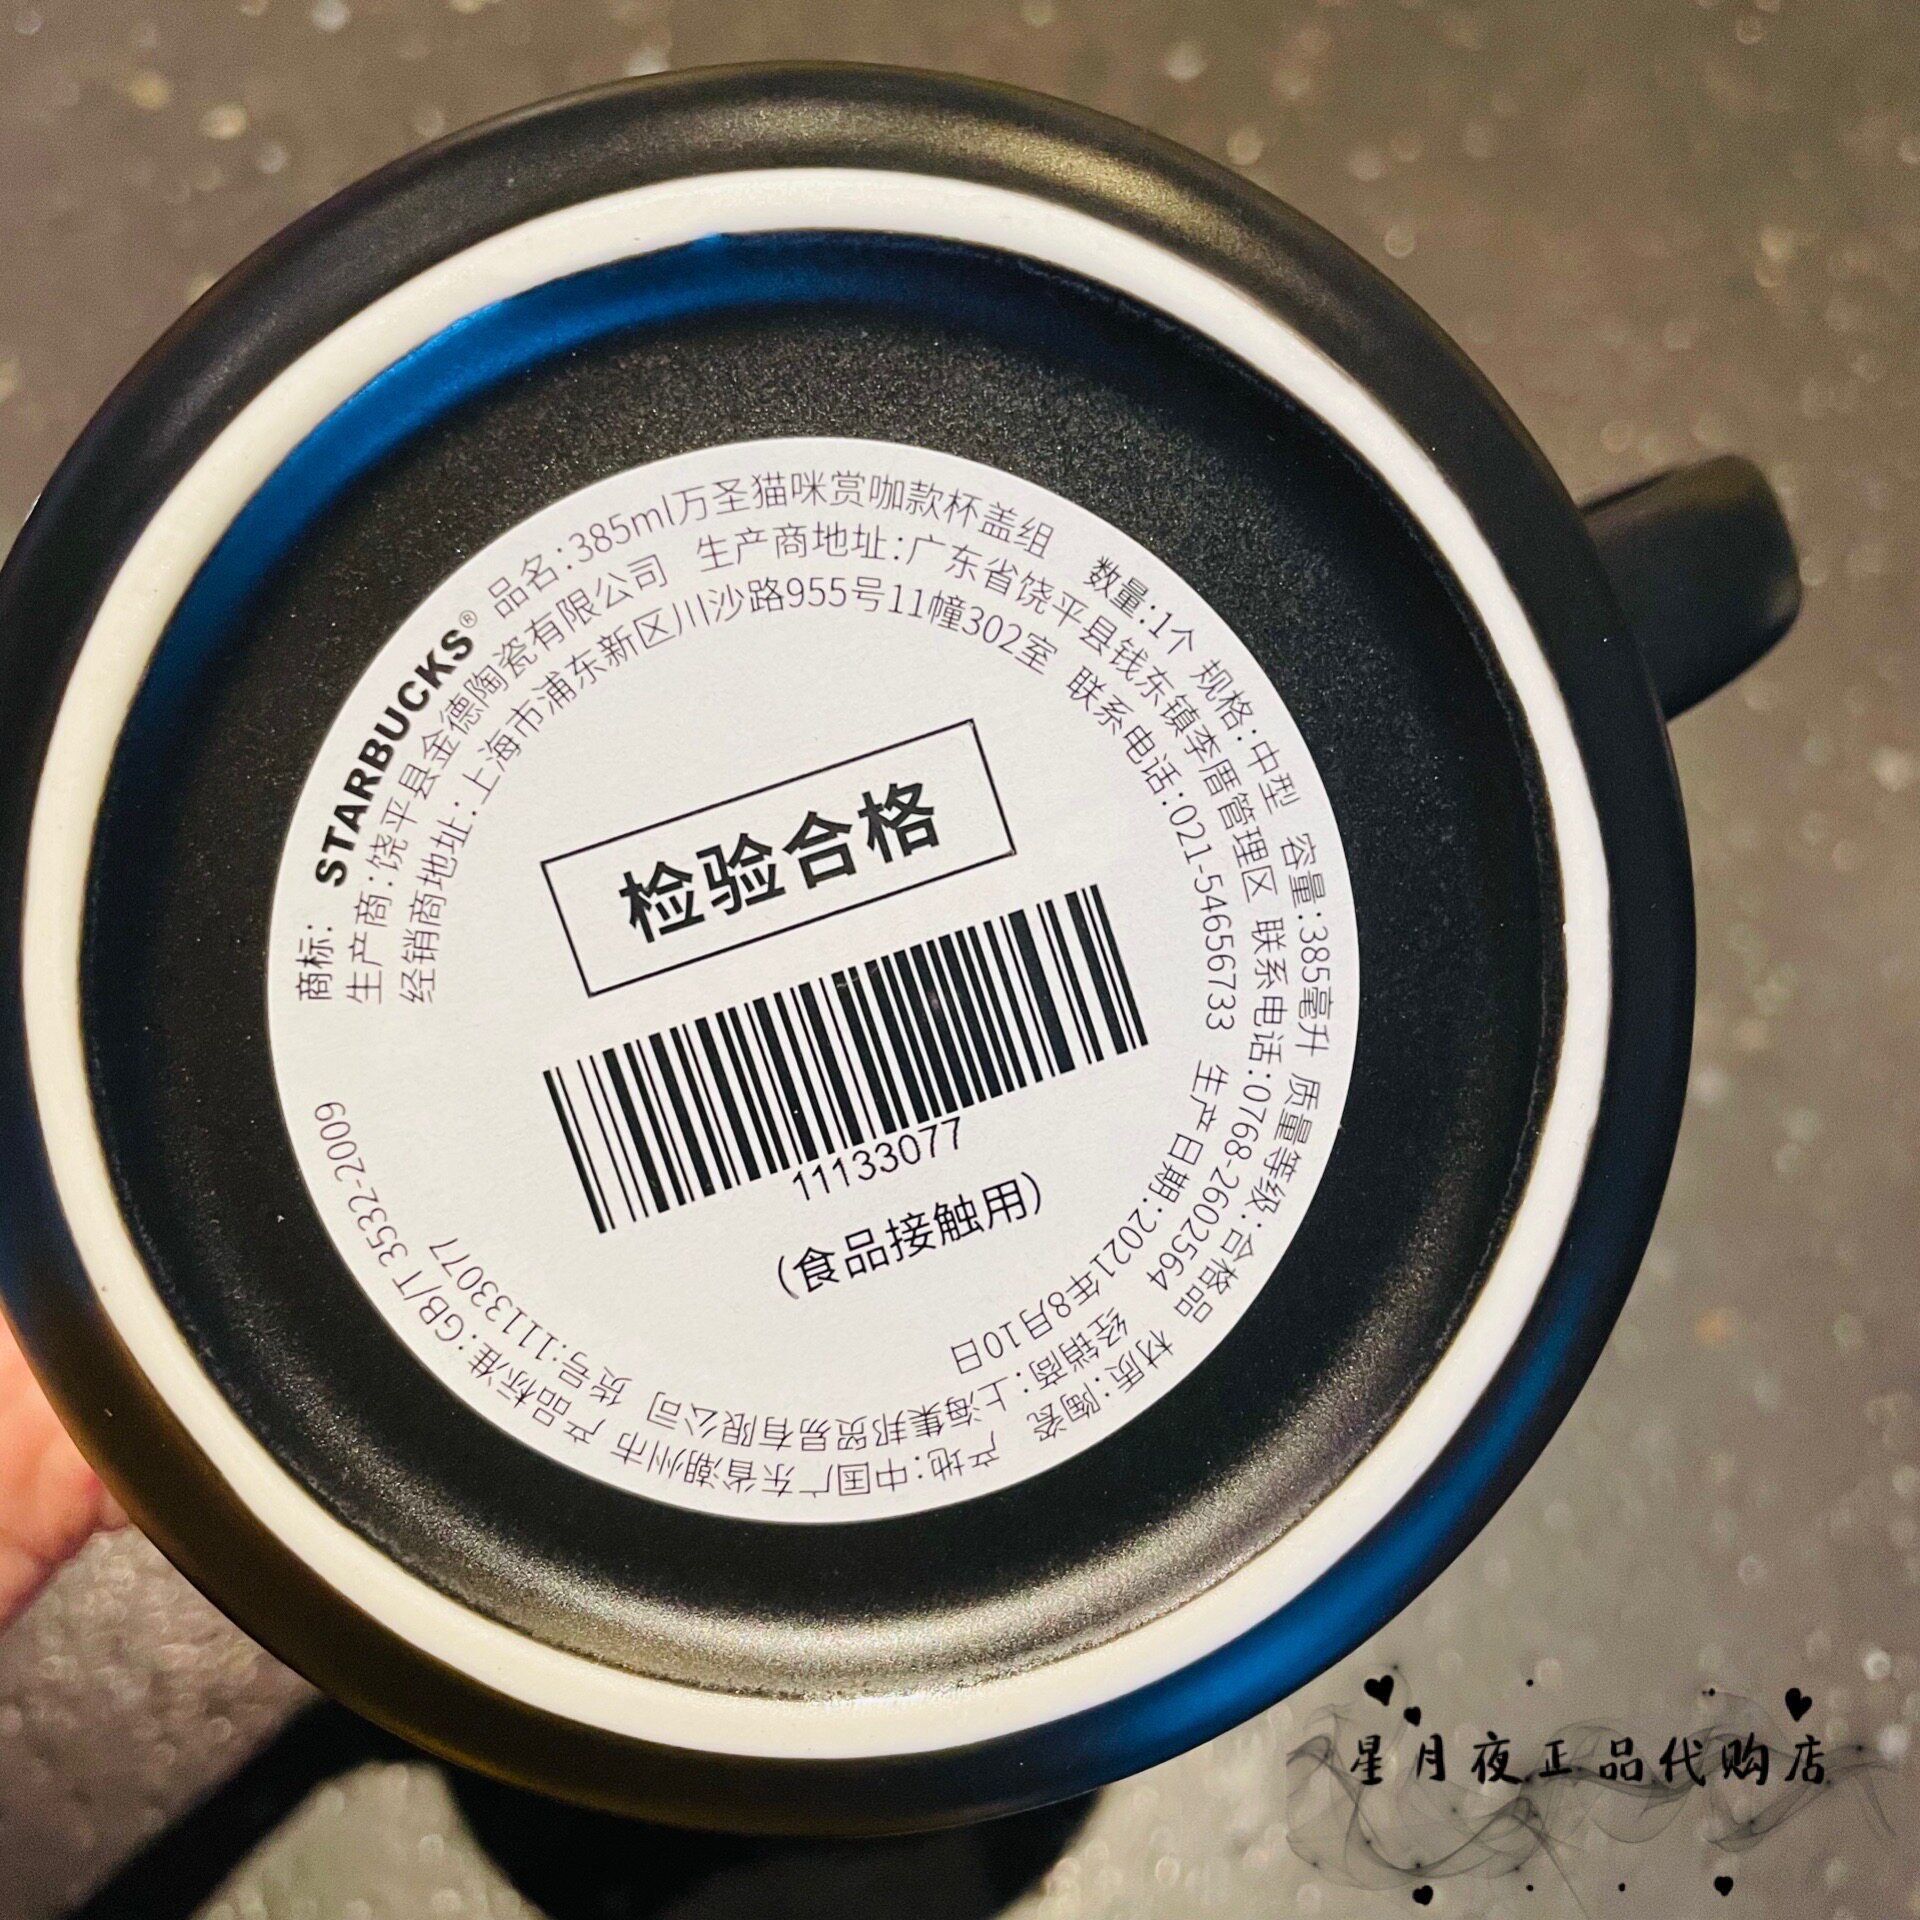 商标: STARBUCKS® 品名:385ml万圣猫咪赏咖款杯盖组 数量:1个 规格:中型 容量:385毫升 质量等级:合格品 材质:陶瓷 产地:中国广东省潮州市 产品标准:GB/T 3532-2009
生产商:饶平县金德陶瓷有限公司 生产商地址:广东省饶平县钱东镇李厝管理区 联系电话:0768-2602564 经销商:上海集邦贸易有限公司 货号:11133077
经销商地址:上海市浦东新区川沙路955号11幢302室 联系电话:021-54656733 生产日期:2021年8月10日
检验合格
11133077
(食品接触用)
星月夜正品代购店